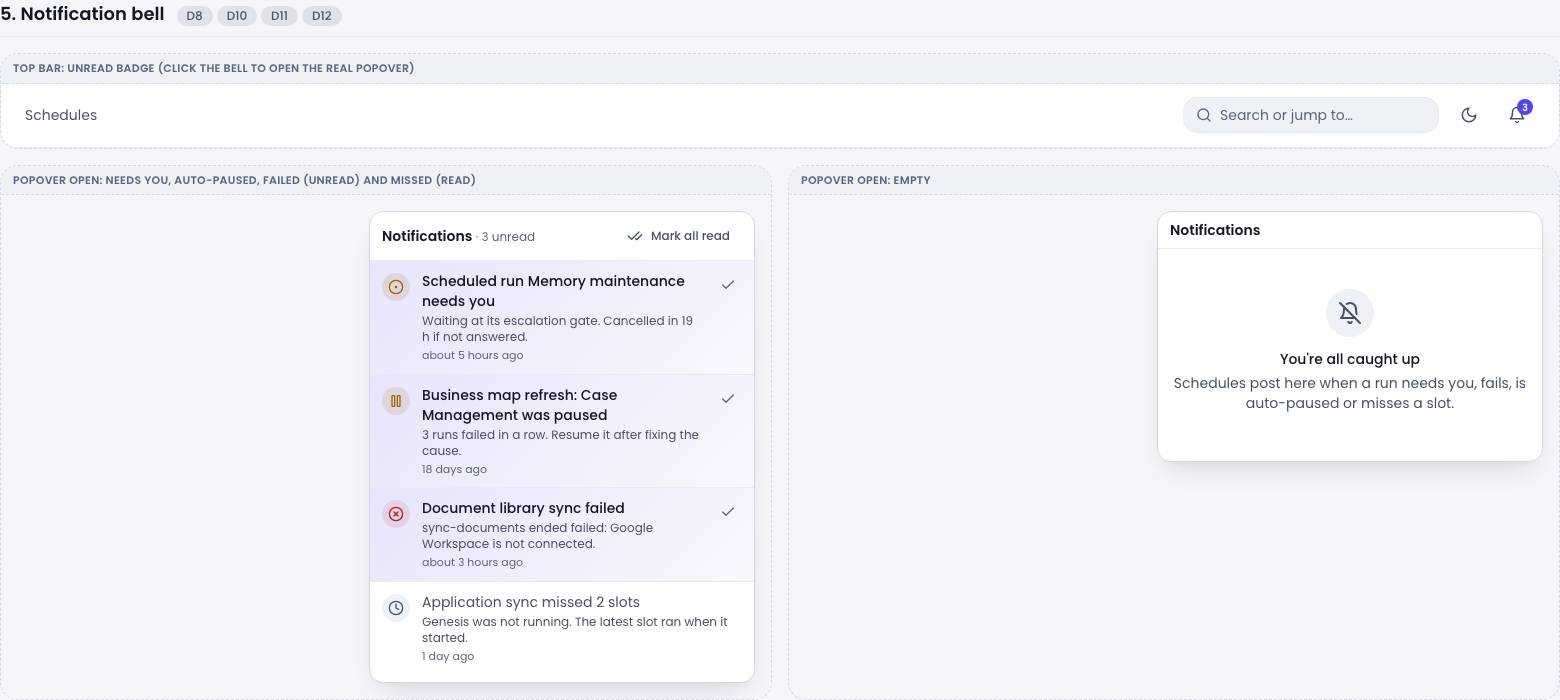 5. Notification bell D8 D10 D11 D12
TOP BAR: UNREAD BADGE (CLICK THE BELL TO OPEN THE REAL POPOVER)
Schedules
Search or jump to…
3
POPOVER OPEN: NEEDS YOU, AUTO-PAUSED, FAILED (UNREAD) AND MISSED (READ)
Notifications · 3 unread
Mark all read
Scheduled run Memory maintenance
needs you
Waiting at its escalation gate. Cancelled in 19
h if not answered.
about 5 hours ago
Business map refresh: Case
Management was paused
3 runs failed in a row. Resume it after fixing the
cause.
18 days ago
Document library sync failed
sync-documents ended failed: Google
Workspace is not connected.
about 3 hours ago
Application sync missed 2 slots
Genesis was not running. The latest slot ran when it
started.
1 day ago
POPOVER OPEN: EMPTY
Notifications
You're all caught up
Schedules post here when a run needs you, fails, is
auto-paused or misses a slot.